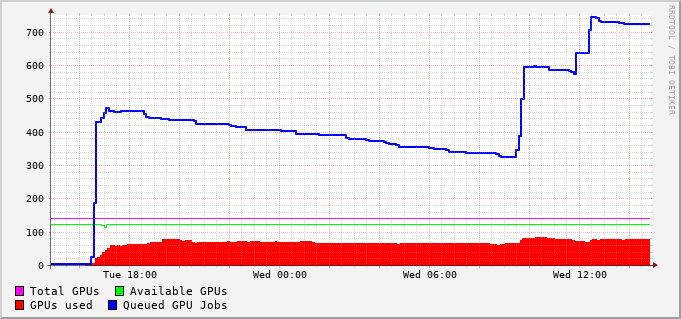 RRDTOOL / TOBI OETIKER
700
600
500
400
300
200
100
0
Tue 18:00 Wed 00:00 Wed 06:00 Wed 12:00
Total GPUs Available GPUs
GPUs used Queued GPU Jobs